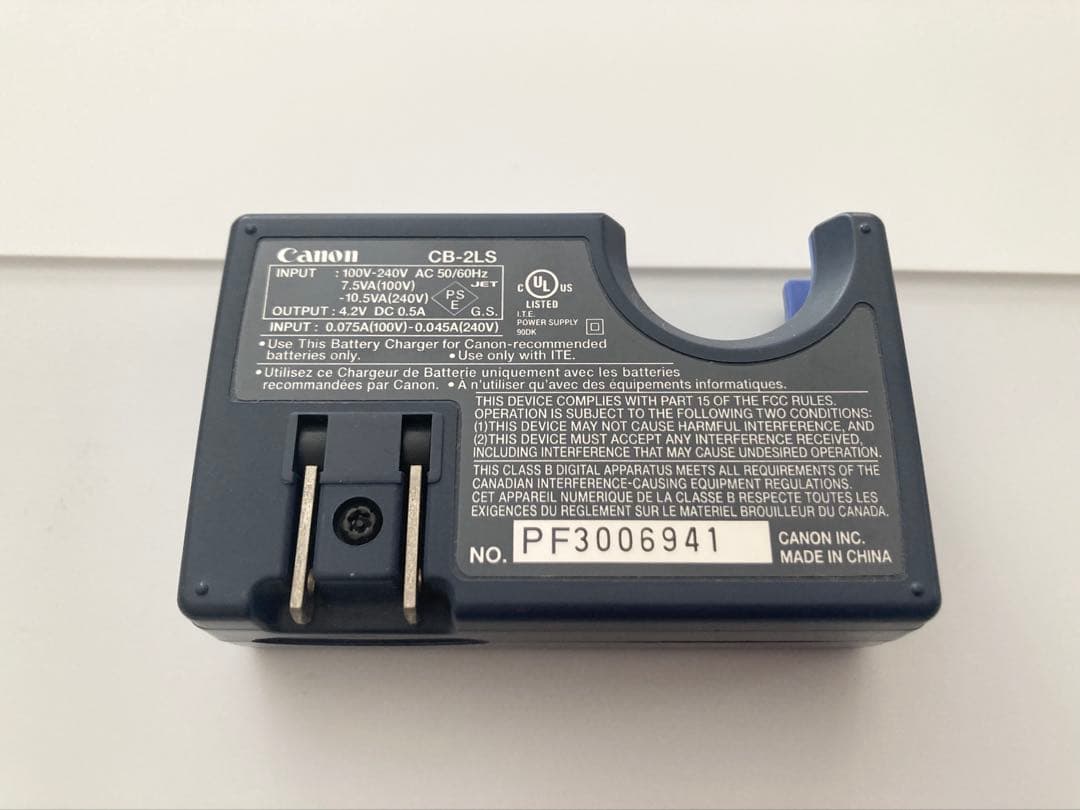 Canon CB-2LS
INPUT : 100V-240V AC 50/60Hz
7.5VA(100V) JET
-10.5VA(240V) PS E
OUTPUT : 4.2V DC 0.5A G.S.
INPUT : 0.075A(100V)-0.045A(240V)
C UL US
LISTED
I.T.E.
POWER SUPPLY
90DK
•Use This Battery Charger for Canon-recommended
batteries only. •Use only with ITE.
•Utilisez ce Chargeur de Batterie uniquement avec les batteries
recommandées par Canon. •A n'utiliser qu'avec des équipements informatiques.
THIS DEVICE COMPLIES WITH PART 15 OF THE FCC RULES.
OPERATION IS SUBJECT TO THE FOLLOWING TWO CONDITIONS:
(1)THIS DEVICE MAY NOT CAUSE HARMFUL INTERFERENCE, AND
(2)THIS DEVICE MUST ACCEPT ANY INTERFERENCE RECEIVED,
INCLUDING INTERFERENCE THAT MAY CAUSE UNDESIRED OPERATION.
THIS CLASS B DIGITAL APPARATUS MEETS ALL REQUIREMENTS OF THE
CANADIAN INTERFERENCE-CAUSING EQUIPMENT REGULATIONS.
CET APPAREIL NUMERIQUE DE LA CLASSE B RESPECTE TOUTES LES
EXIGENCES DU REGLEMENT SUR LE MATERIEL BROUILLEUR DU CANADA.
NO. PF3006941
CANON INC.
MADE IN CHINA